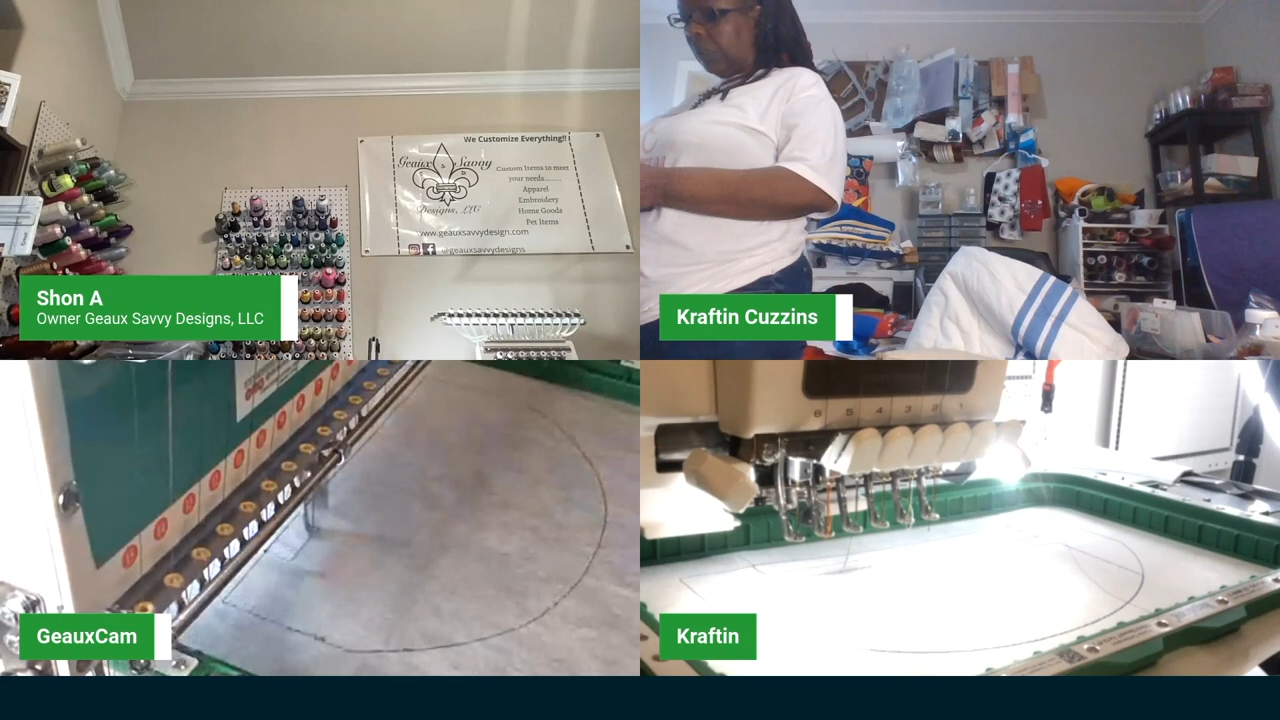 We Customize Everything!!
Geaux Savvy
Designs, LLC
Custom Items to meet
your needs..........
Apparel
Embroidery
Home Goods
Pet Items
www.geauxsavvydesign.com
@geauxsavvydesigns
Shon A
Owner Geaux Savvy Designs, LLC
Kraftin Cuzzins
GeauxCam
6 5 4 3 2 1
Kraftin